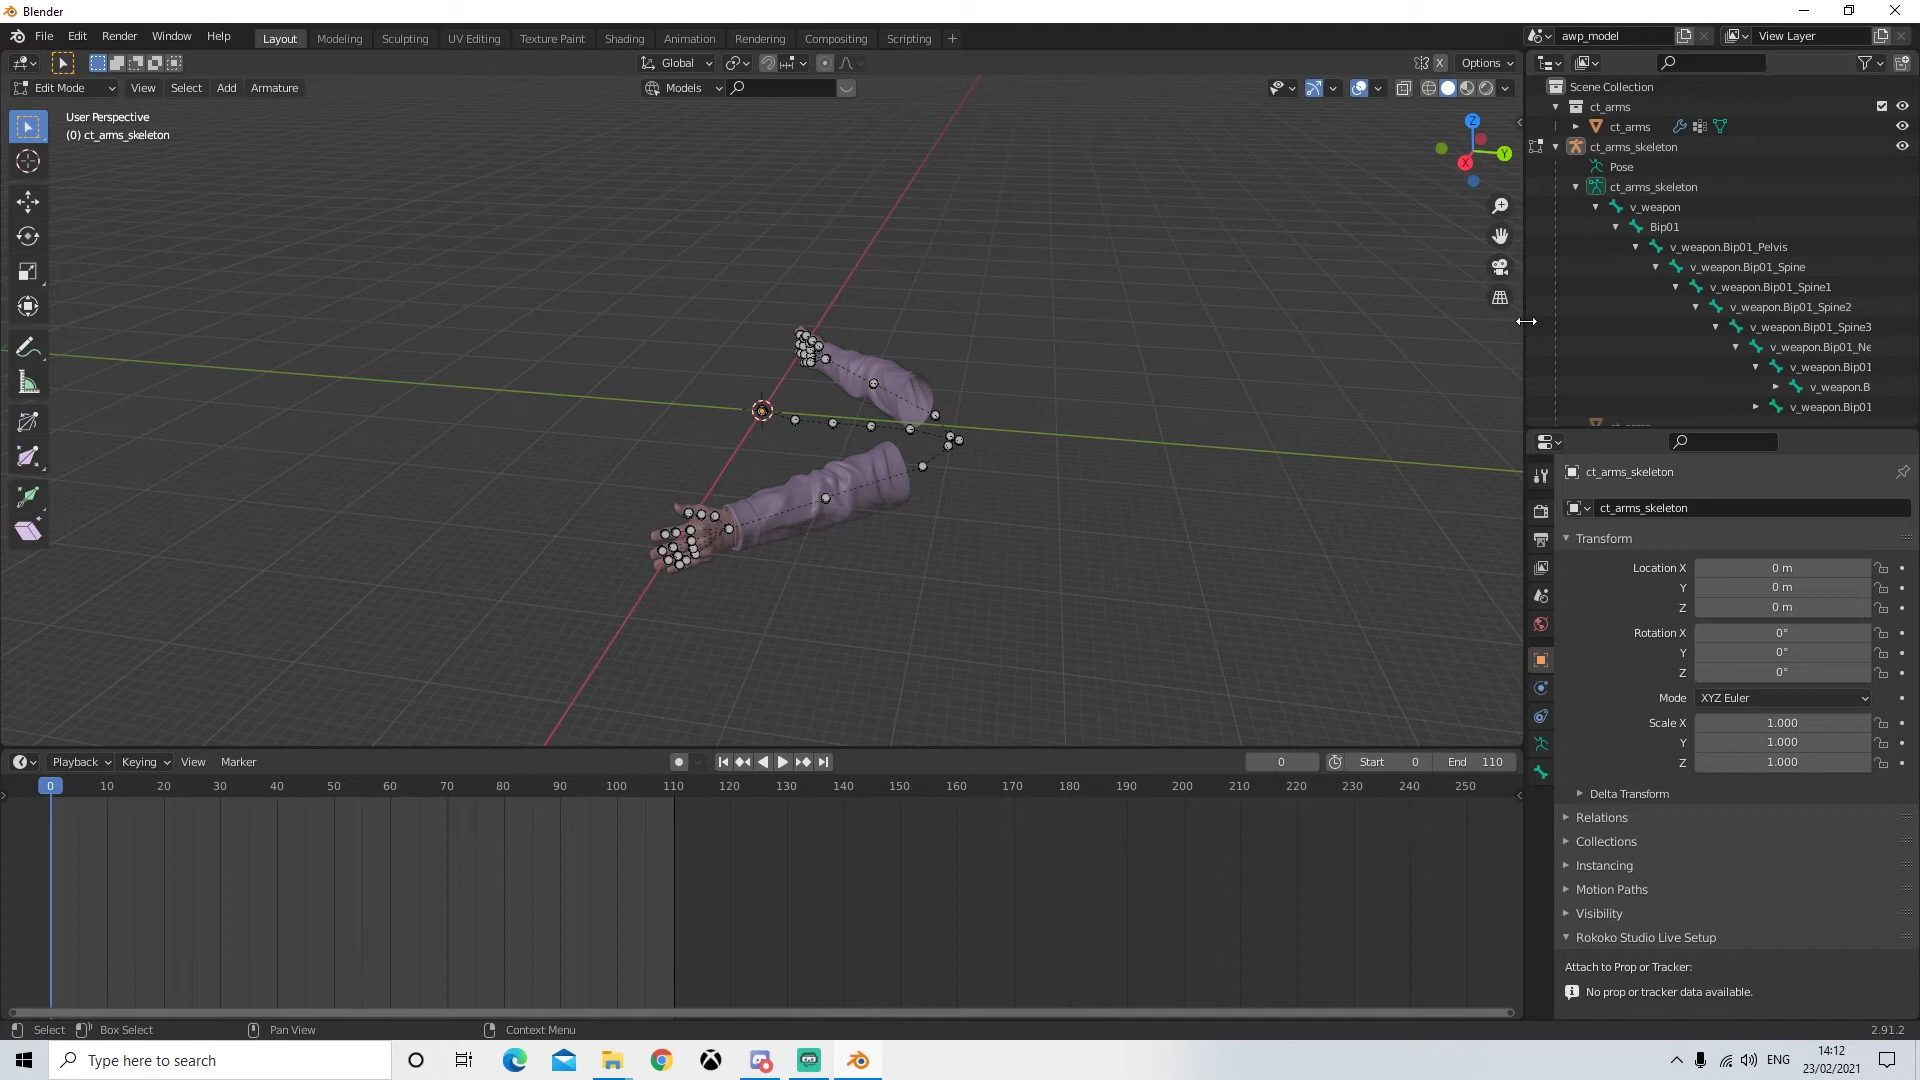 Blender
File Edit Render Window Help Layout Modeling Sculpting UV Editing Texture Paint Shading Animation Rendering Compositing Scripting + awp_model View Layer
Global Options
Edit Mode View Select Add Armature Models
User Perspective
(0) ct_arms_skeleton
Z
Y
X
Scene Collection
ct_arms
ct_arms
ct_arms_skeleton
Pose
ct_arms_skeleton
v_weapon
Bip01
v_weapon.Bip01_Pelvis
v_weapon.Bip01_Spine
v_weapon.Bip01_Spine1
v_weapon.Bip01_Spine2
v_weapon.Bip01_Spine3
v_weapon.Bip01_Ne
v_weapon.Bip01
v_weapon.B
v_weapon.Bip01
ct_arms_skeleton
ct_arms_skeleton
Transform
Location X 0 m
Y 0 m
Z 0 m
Rotation X 0°
Y 0°
Z 0°
Mode XYZ Euler
Scale X 1.000
Y 1.000
Z 1.000
Delta Transform
Relations
Collections
Instancing
Motion Paths
Visibility
Rokoko Studio Live Setup
Attach to Prop or Tracker:
No prop or tracker data available.
Playback Keying View Marker 0 Start 0 End 110
0 10 20 30 40 50 60 70 80 90 100 110 120 130 140 150 160 170 180 190 200 210 220 230 240 250
Select Box Select Pan View Context Menu 2.91.2
Type here to search ENG 14:12
23/02/2021